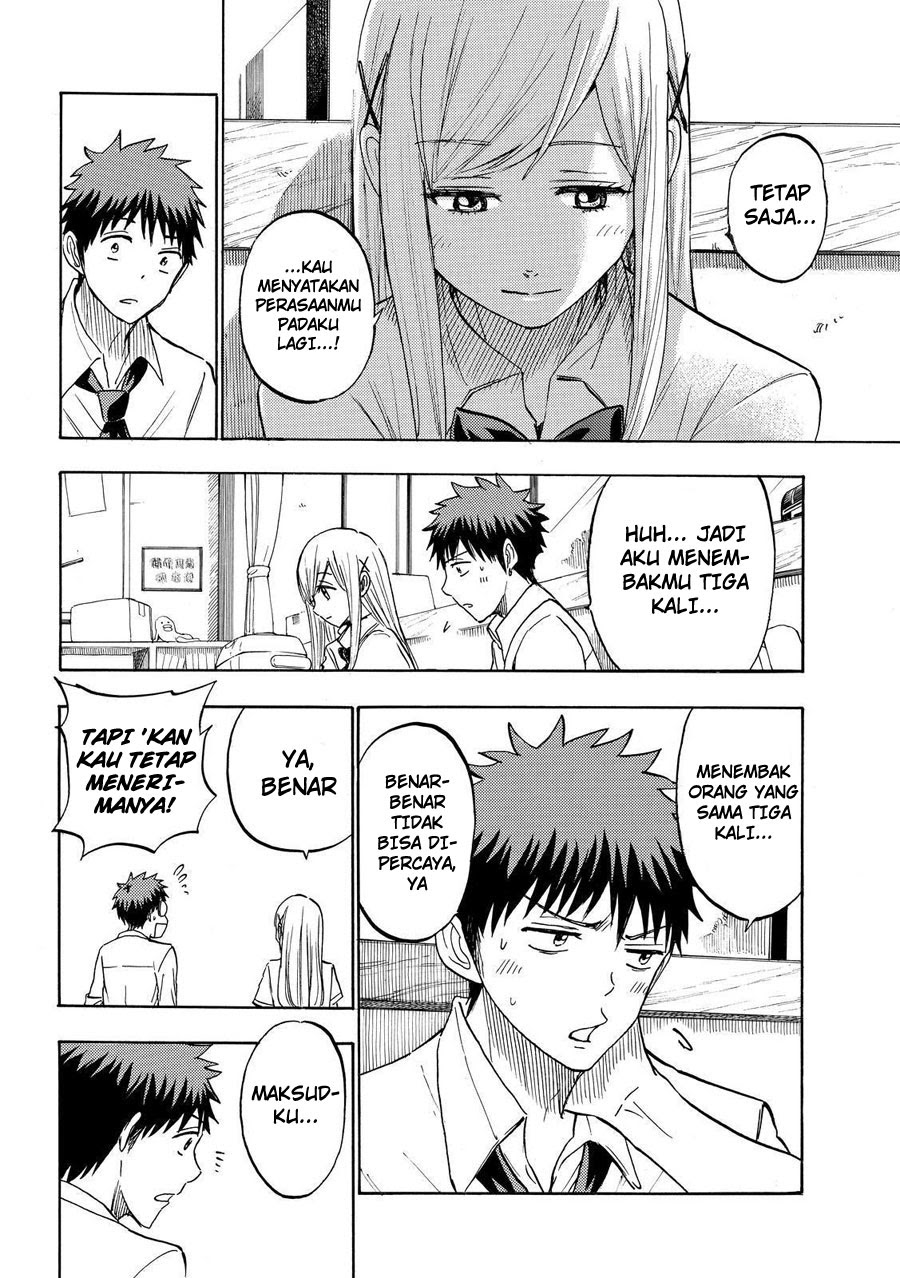 TETAP
SAJA...
...KAU
MENYATAKAN
PERASAANMU
PADAKU
LAGI...!
HUH... JADI
AKU MENEM-
BAKMU TIGA
KALI...
MENEMBAK
ORANG YANG
SAMA TIGA
KALI...
BENAR-
BENAR
TIDAK
BISA DI-
PERCAYA,
YA
YA,
BENAR
TAPI 'KAN
KAU TETAP
MENERI-
MANYA!
MAKSUD-
KU...